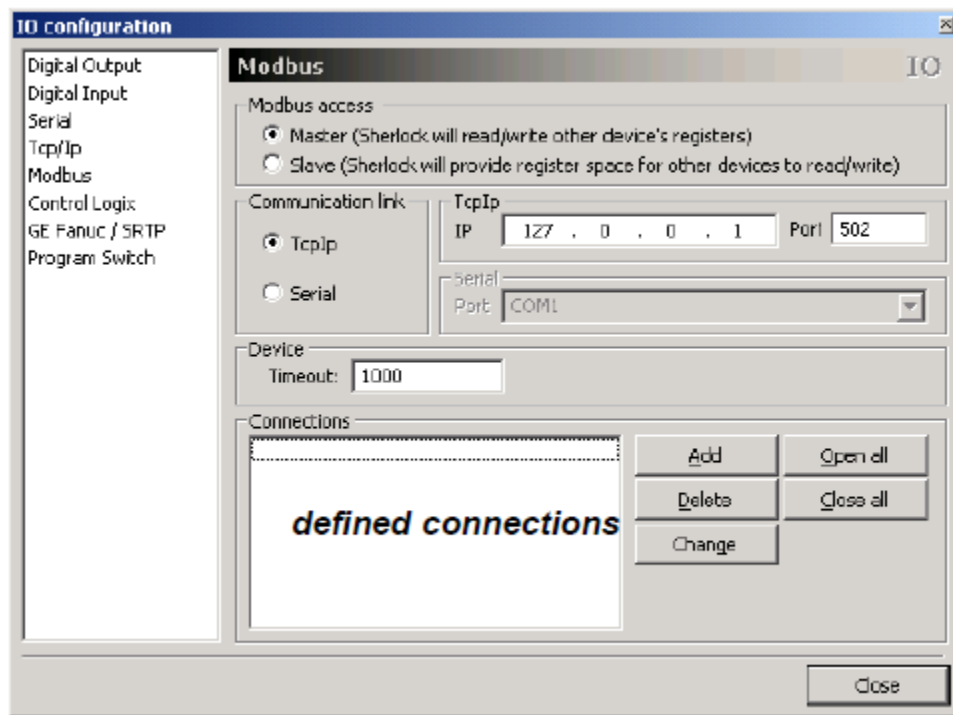 IO configuration
Digital Output
Digital Input
Serial
Tcp/Ip
Modbus
Control Logix
GE Fanuc / SRTP
Program Switch
Modbus IO
Modbus access
Master (Sherlock will read/write other device's registers)
Slave (Sherlock will provide register space for other devices to read/write)
Communication link
TcpIp
Serial
TcpIp
IP 127 . 0 . 0 . 1 Port 502
Serial
Port COM1
Device
Timeout: 1000
Connections
defined connections
Add Open all
Delete Close all
Change
Close